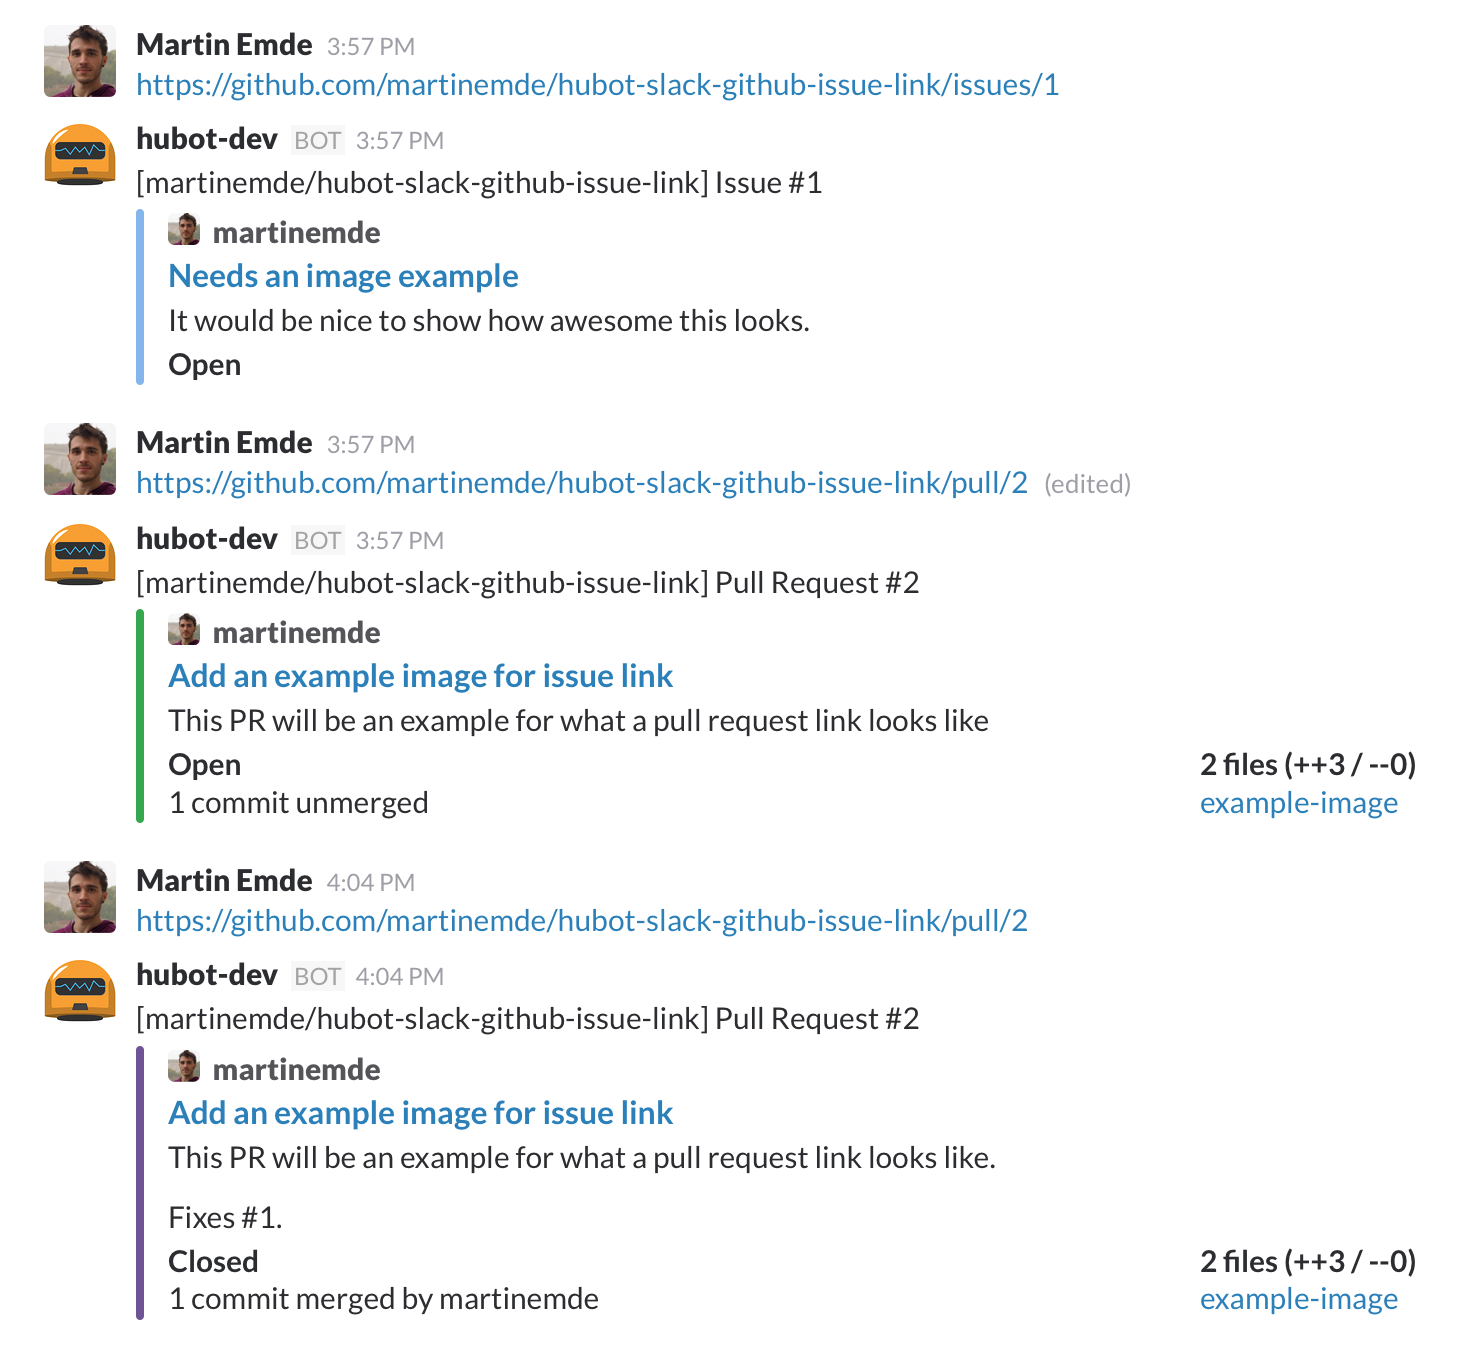 Martin Emde 3:57 PM
https://github.com/martinemde/hubot-slack-github-issue-link/issues/1
hubot-dev BOT 3:57 PM
[martinemde/hubot-slack-github-issue-link] Issue #1
martinemde
Needs an image example
It would be nice to show how awesome this looks.
Open
Martin Emde 3:57 PM
https://github.com/martinemde/hubot-slack-github-issue-link/pull/2 (edited)
hubot-dev BOT 3:57 PM
[martinemde/hubot-slack-github-issue-link] Pull Request #2
martinemde
Add an example image for issue link
This PR will be an example for what a pull request link looks like
Open 2 files (++3 / --0)
1 commit unmerged example-image
Martin Emde 4:04 PM
https://github.com/martinemde/hubot-slack-github-issue-link/pull/2
hubot-dev BOT 4:04 PM
[martinemde/hubot-slack-github-issue-link] Pull Request #2
martinemde
Add an example image for issue link
This PR will be an example for what a pull request link looks like.
Fixes #1.
Closed 2 files (++3 / --0)
1 commit merged by martinemde example-image